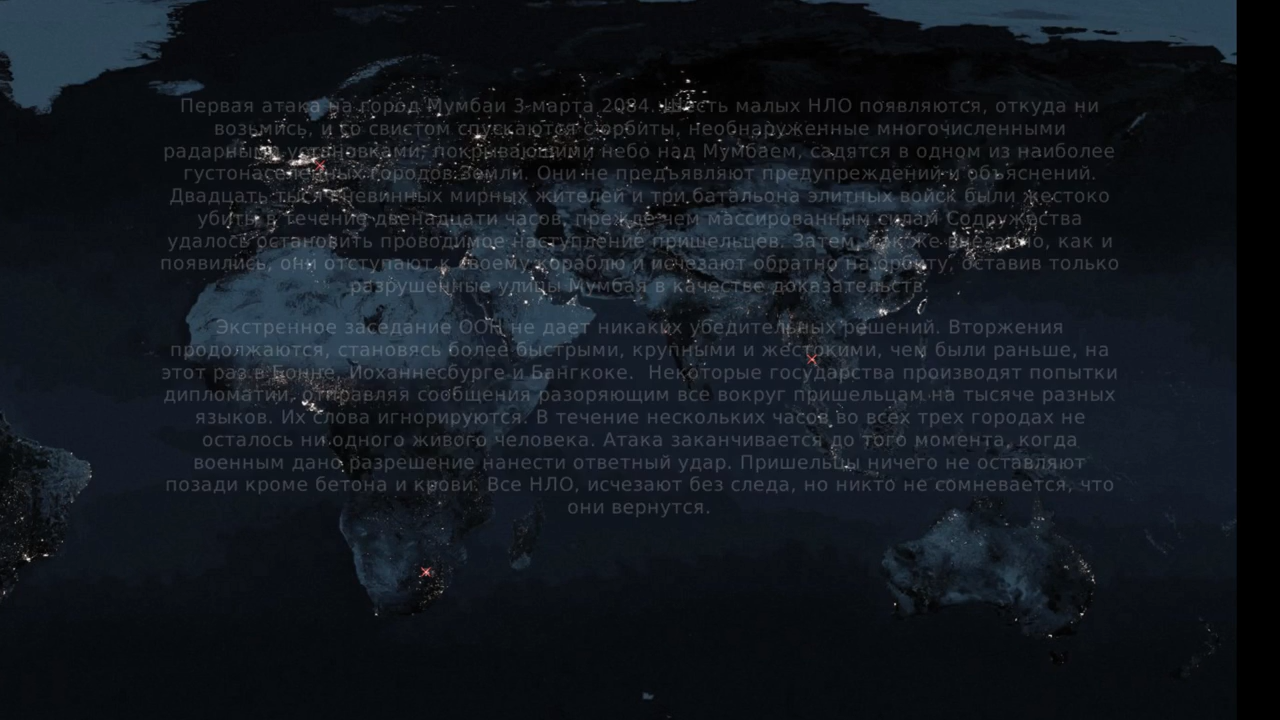 Первая атака на город Мумбаи 3-марта 2084. Шесть малых НЛО появляются, откуда ни
возьмись, и со свистом спускаются с орбиты, необнаруженные многочисленными
радарными установками, покрывающими небо над Мумбаем, садятся в одном из наиболее
густонаселенных городов Земли. Они не предъявляют предупреждений и объяснений.
Двадцать тысяч невинных мирных жителей и три батальона элитных войск были жестоко
убиты в течение двенадцати часов, прежде чем массированным силам Содружества
удалось остановить проводимое наступление пришельцев. Затем, так же внезапно, как и
появились, они отступают к своему кораблю и исчезают обратно на орбиту, оставив только
разрушенные улицы Мумбая в качестве доказательств.
Экстренное заседание ООН не дает никаких убедительных решений. Вторжения
продолжаются, становясь более быстрыми, крупными и жестокими, чем были раньше, на
этот раз в Бонне, Йоханнесбурге и Бангкоке. Некоторые государства производят попытки
дипломатии, отправляя сообщения разоряющим все вокруг пришельцам на тысяче разных
языков. Их слова игнорируются. В течение нескольких часов во всех трех городах не
осталось ни одного живого человека. Атака заканчивается до того момента, когда
военным дано разрешение нанести ответный удар. Пришельцы ничего не оставляют
позади кроме бетона и крови. Все НЛО, исчезают без следа, но никто не сомневается, что
они вернутся.